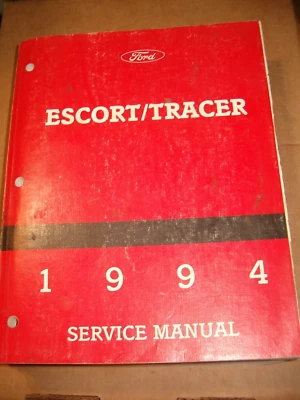 Ford
ESCORT/TRACER
1 9 9 4
SERVICE MANUAL